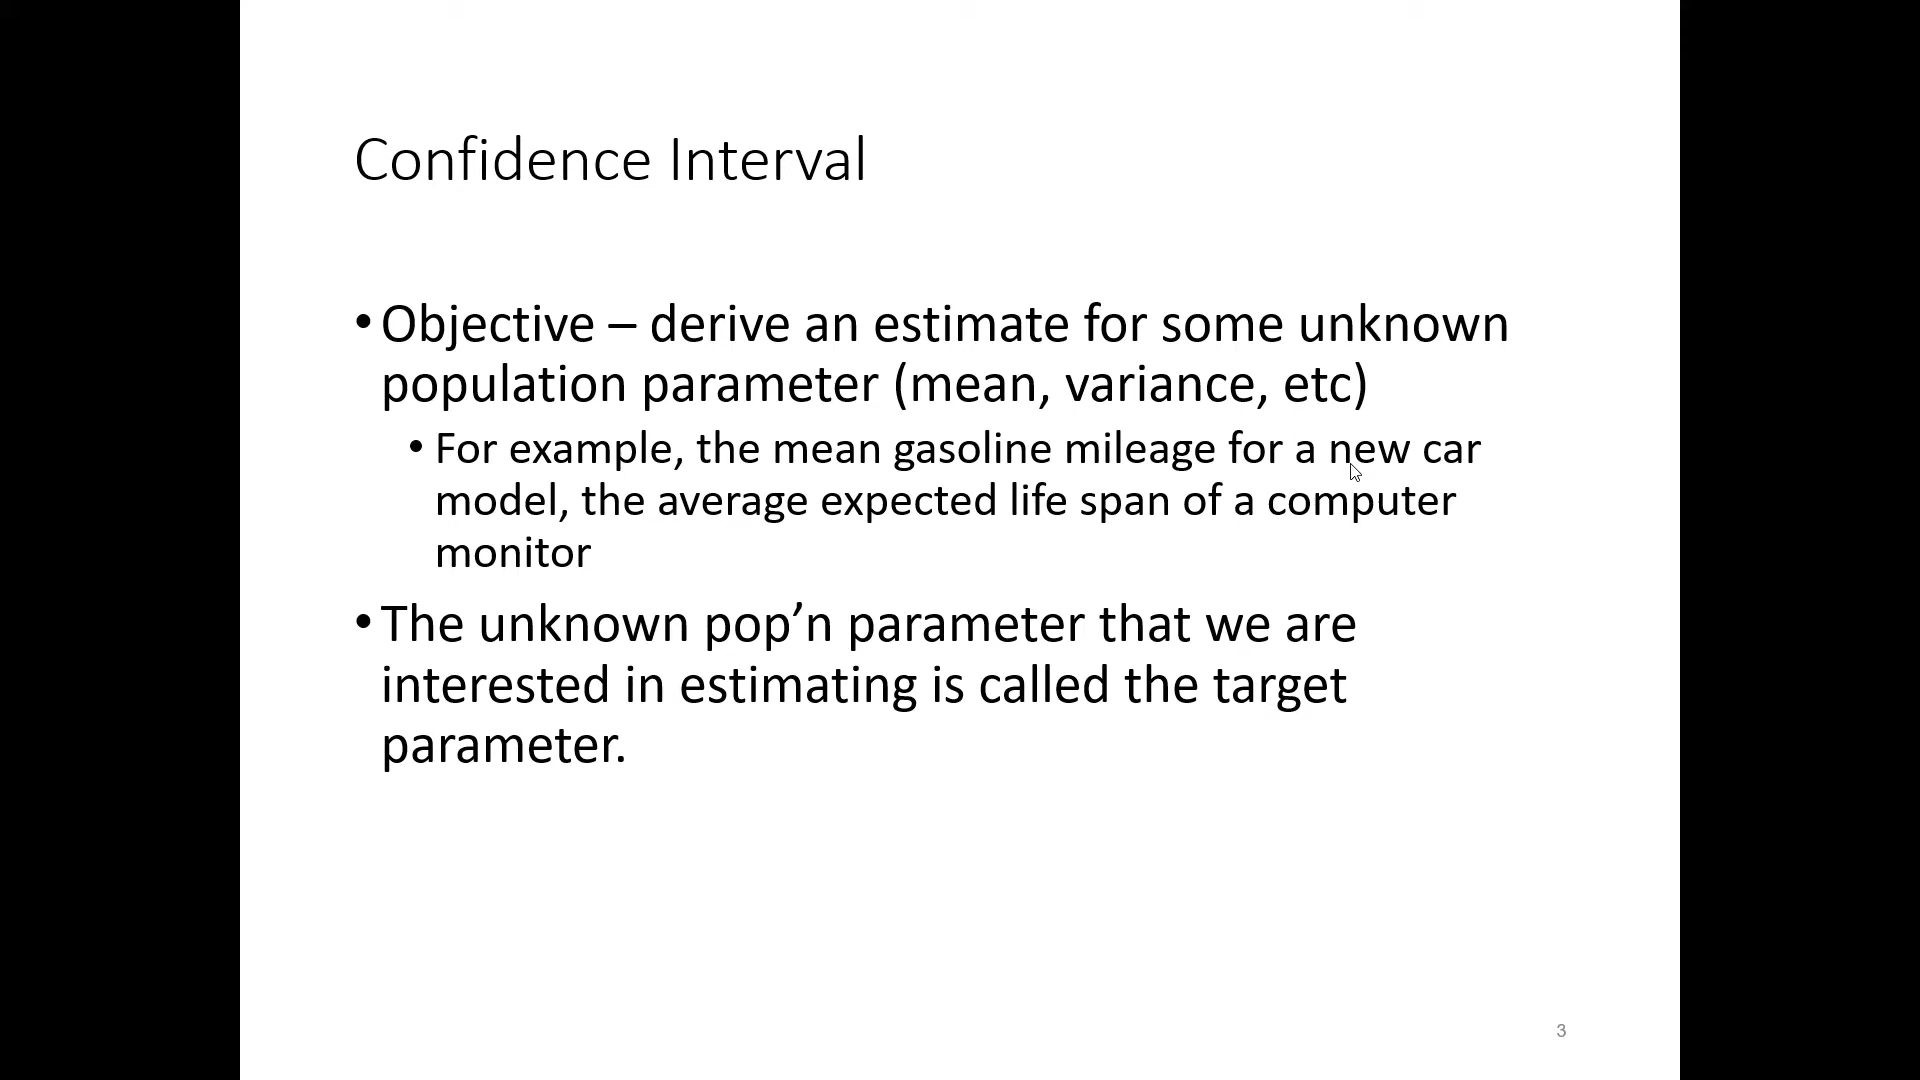 Confidence Interval
• Objective – derive an estimate for some unknown
population parameter (mean, variance, etc)
• For example, the mean gasoline mileage for a new car
model, the average expected life span of a computer
monitor
• The unknown pop’n parameter that we are
interested in estimating is called the target
parameter.
3